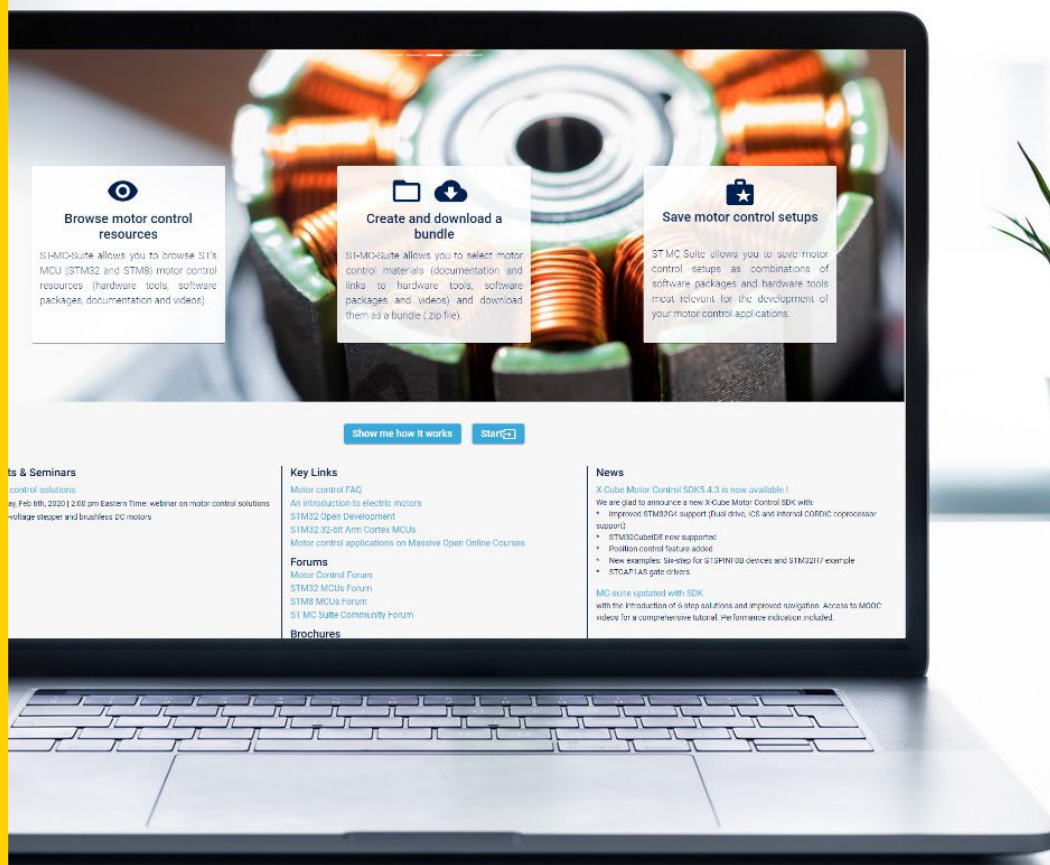 Browse motor control
resources
ST-MC-Suite allows you to browse ST's
MCU (STM32 and STM8) motor control
resources (hardware tools, software
packages, documentation and videos).
Create and download a
bundle
ST-MC-Suite allows you to select motor
control materials (documentation and
links to hardware tools, software
packages and videos) and download
them as a bundle (.zip file).
Save motor control setups
ST-MC-Suite allows you to save motor
control setups as combinations of
software packages and hardware tools
most relevant for the development of
your motor control applications.
Show me how it works
Start
ts & Seminars
control solutions
ay, Feb 6th, 2020 | 2:00 pm Eastern Time: webinar on motor control solutions
-voltage stepper and brushless DC motors
Key Links
Motor control FAQ
An introduction to electric motors
STM32 Open Development
STM32 32-bit Arm Cortex MCUs
Motor control applications on Massive Open Online Courses
Forums
Motor Control Forum
STM32 MCUs Forum
STM8 MCUs Forum
ST MC Suite Community Forum
Brochures
News
X-Cube Motor Control SDK5.4.3 is now available !
We are glad to announce a new X-Cube Motor Control SDK with:
* Improved STM32G4 support (Dual drive, ICS and internal CORDIC coprocessor
support)
* STM32CubeIDE now supported
* Position control feature added
* New examples: Six-step for STSPINF0B devices and STM32H7 example
* STGAP1AS gate drivers
MC-suite updated with SDK
with the introduction of 6-step solutions and improved navigation. Access to MOOC
videos for a comprehensive tutorial. Performance indication included.